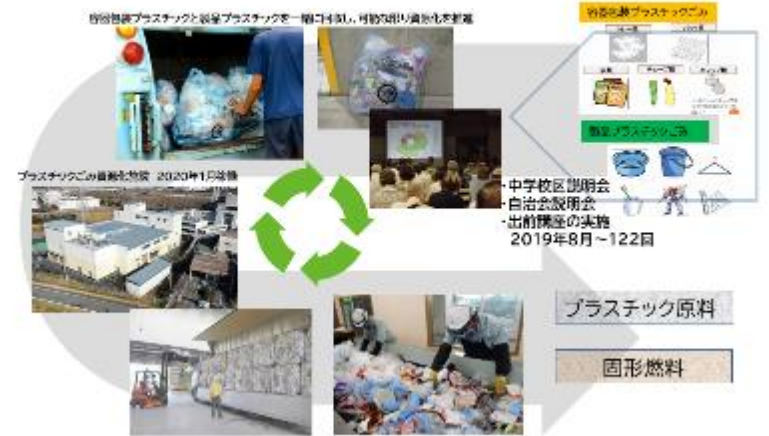 容器包装プラスチックと製品プラスチックを一緒に回収し、可能な限り資源化を推進
容器包装プラスチックごみ
製品プラスチックごみ
プラスチックごみ資源化施設 2020年1月稼働
・中学校区説明会
・自治会説明会
・出前講座の実施
2019年8月～122回
プラスチック原料
固形燃料